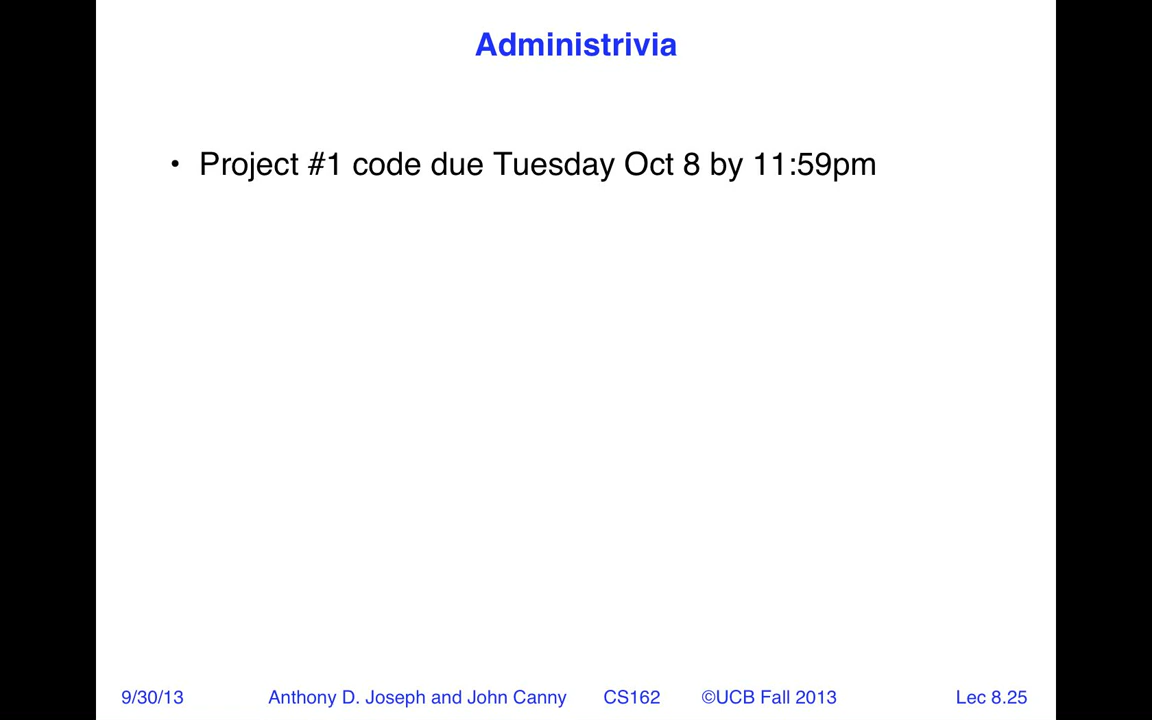 Administrivia
• Project #1 code due Tuesday Oct 8 by 11:59pm
9/30/13 Anthony D. Joseph and John Canny CS162 ©UCB Fall 2013 Lec 8.25